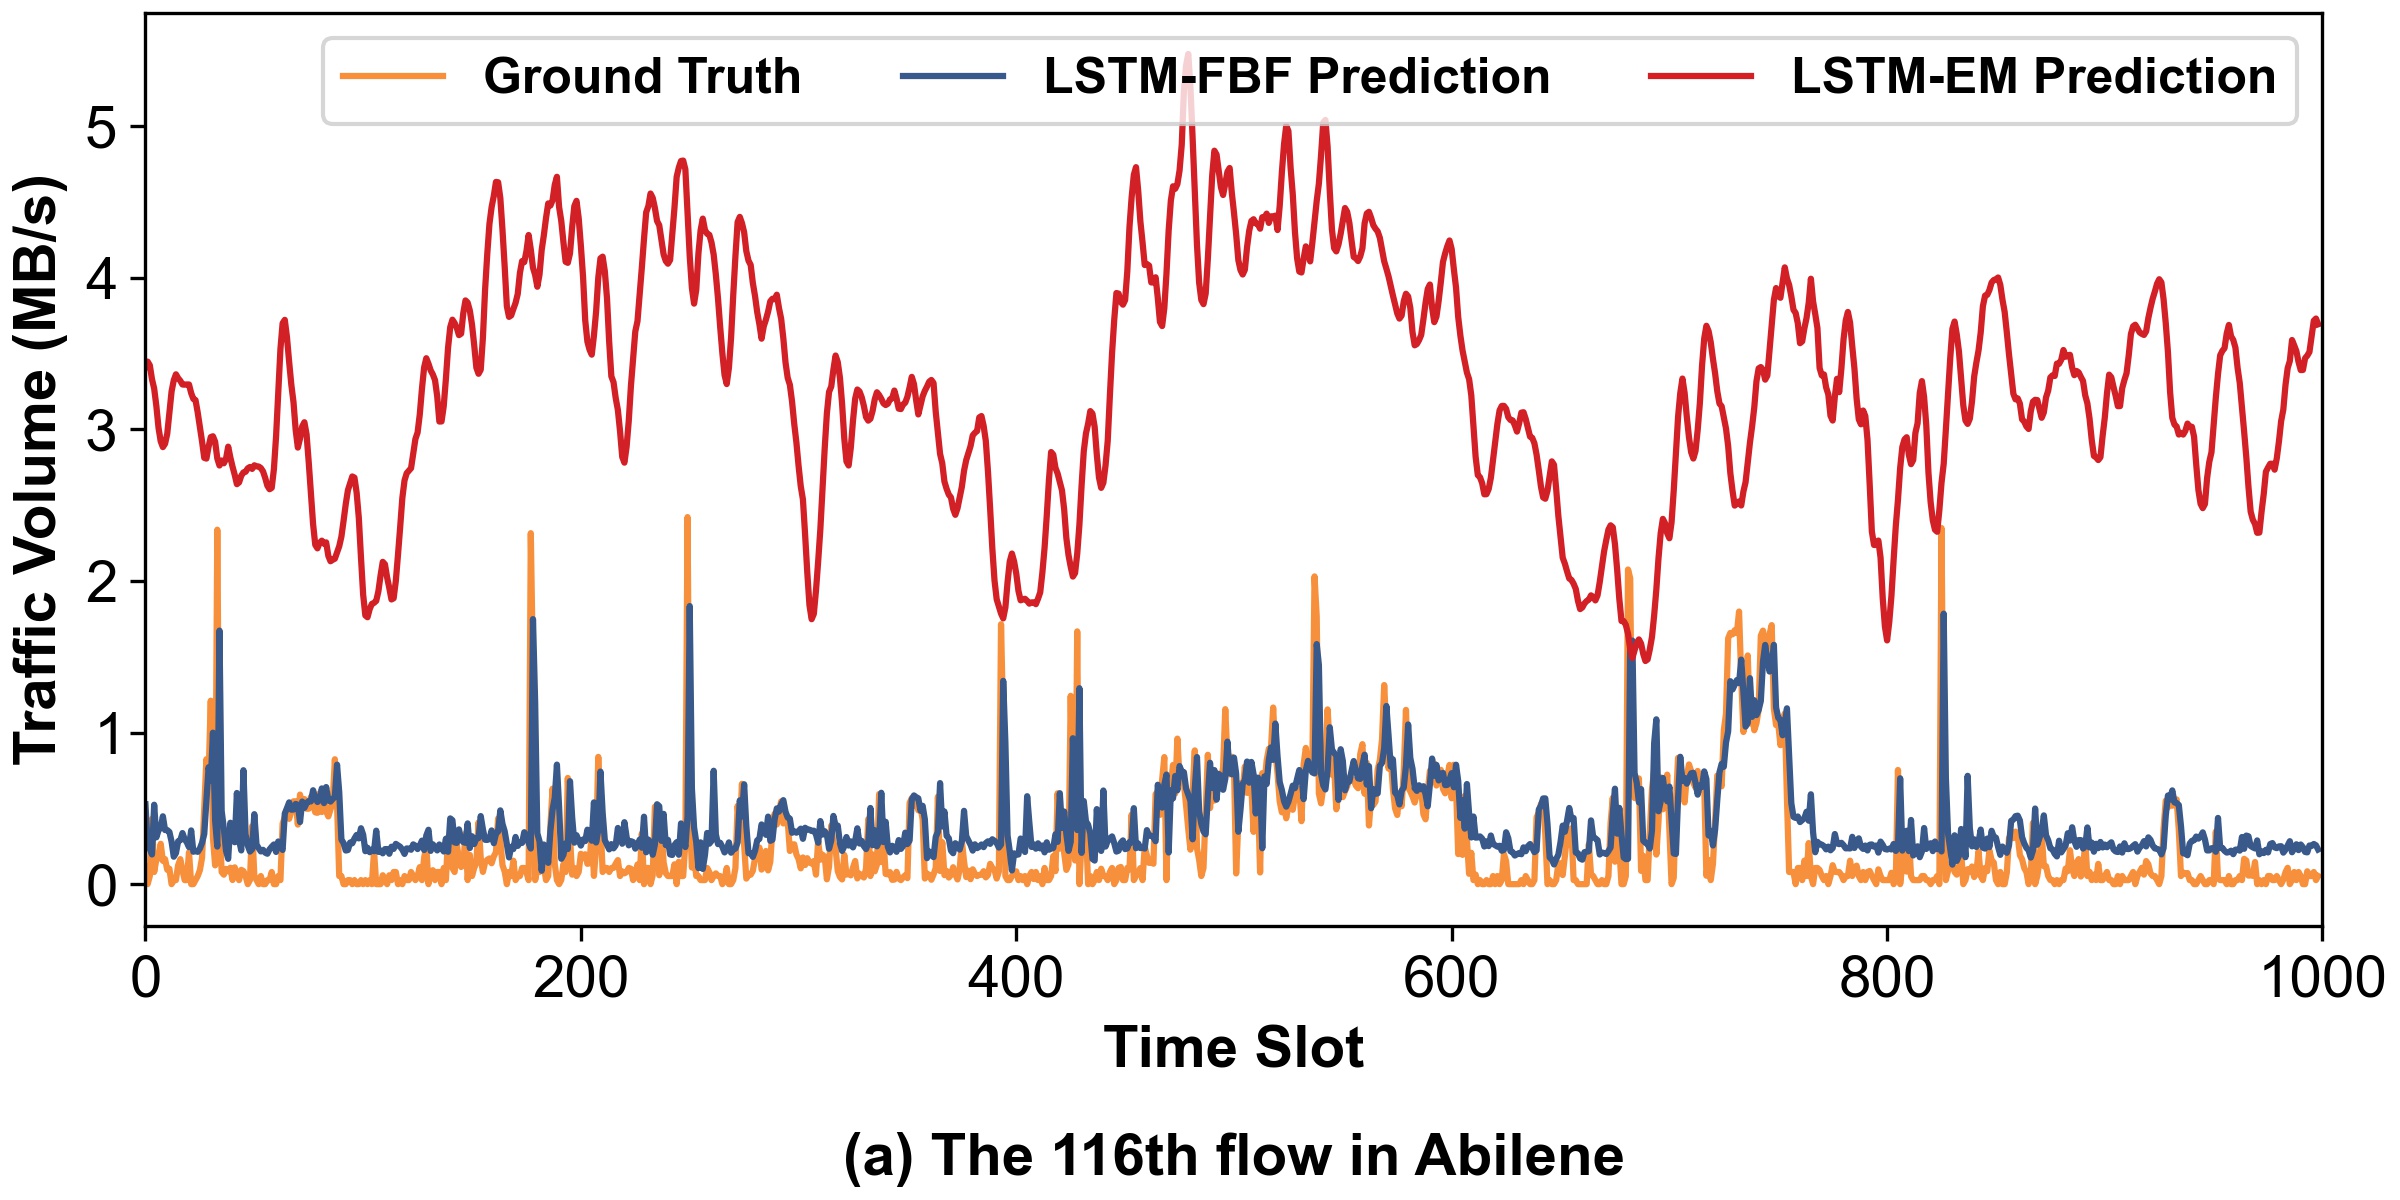 Ground Truth LSTM-FBF Prediction LSTM-EM Prediction
Traffic Volume (MB/s)
5
4
3
2
1
0
0 200 400 600 800 1000
Time Slot
(a) The 116th flow in Abilene